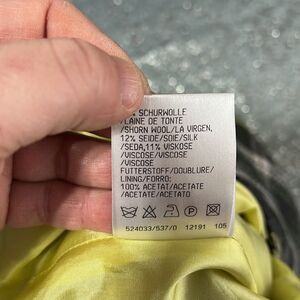 % SCHURWOLLE
/LAINE DE TONTE
/SHORN WOOL/LA VIRGEN,
12% SEIDE/SOIE/SILK
/SEDA,11% VISKOSE
/VISCOSE/VISCOSE
/VISCOSE
FUTTERSTOFF/DOUBLURE/
LINING/FORRO:
100% ACETAT/ACETATE
/ACETATE/ACETATO
524033/537/0 12191 105